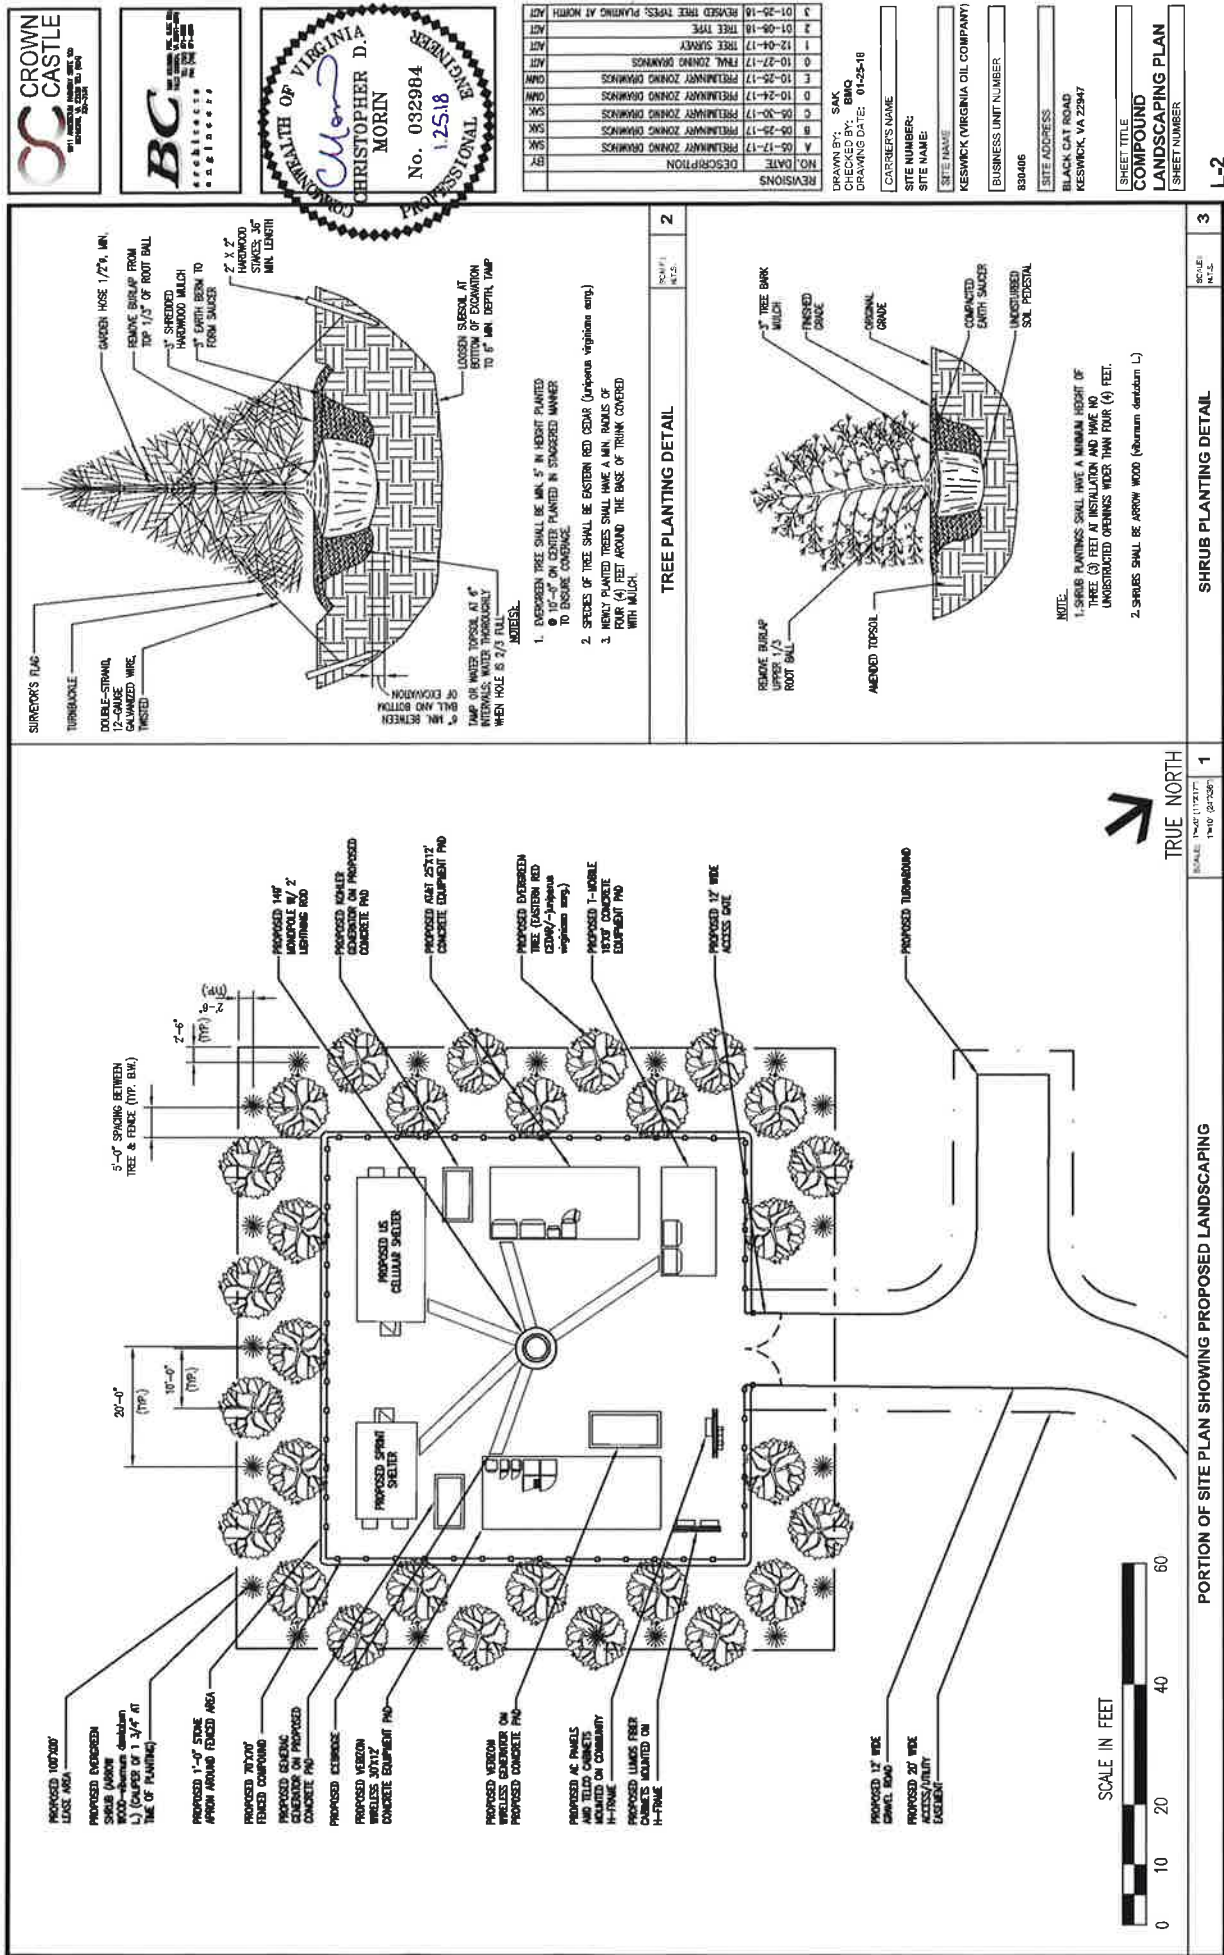 PROPOSED 100'X100'
LEASE AREA
PROPOSED EVERGREEN
SHRUB (ARROW
WOOD-viburnum dentatum
L.) (CALIPER OF 1 3/4" AT
TIME OF PLANTING)
PROPOSED 1'-0" STONE
APRON AROUND FENCED AREA
PROPOSED 70'X70'
FENCED COMPOUND
PROPOSED GENERAC
GENERATOR ON PROPOSED
CONCRETE PAD
PROPOSED ICEBRIDGE
PROPOSED VERIZON
WIRELESS 30'X12'
CONCRETE EQUIPMENT PAD
PROPOSED VERIZON
WIRELESS GENERATOR ON
PROPOSED CONCRETE PAD
PROPOSED AC PANELS
AND TELCO CABINETS
MOUNTED ON COMMUNITY
H-FRAME
PROPOSED LUMOS FIBER
CABINETS MOUNTED ON
H-FRAME
PROPOSED 12' WIDE
GRAVEL ROAD
PROPOSED 20' WIDE
ACCESS/UTILITY
EASEMENT
20'-0"
(TYP.)
10'-0"
(TYP.)
5'-0" SPACING BETWEEN
TREE & FENCE (TYP. B.W.)
2'-6"
(TYP.)
2'-6"
(TYP.)
PROPOSED SPRINT
SHELTER
PROPOSED US
CELLULAR SHELTER
PROPOSED 149'
MONOPOLE W/ 2'
LIGHTNING ROD
PROPOSED KOHLER
GENERATOR ON PROPOSED
CONCRETE PAD
PROPOSED AT&T 25'X12'
CONCRETE EQUIPMENT PAD
PROPOSED EVERGREEN
TREE (EASTERN RED
CEDAR/-juniperus
virginiana
PROPOSED T-MOBILE
CONCRETE
EQUIPMENT PAD
PROPOSED 12' WIDE
ACCESS GATE
PROPOSED TURNAROUND
TRUE NORTH
SCALE IN FEET
0 10 20 40 60
PORTION OF SITE PLAN SHOWING PROPOSED LANDSCAPING
SCALE: 1"=20' (11"X17")
1"=10' (24"X36")
1
SURVEYOR'S FLAG
TURNBUCKLE
DOUBLE-STRAND,
12-GAUGE
GALVANIZED WIRE,
TWISTED
6" MIN. BETWEEN
BALL AND BOTTOM
OF EXCAVATION
TAMP OR WATER TOPSOIL AT 6"
INTERVALS; WATER THOROUGHLY
WHEN HOLE IS 2/3 FULL
GARDEN HOSE 1/2"ø, MIN.
REMOVE BURLAP FROM
TOP 1/3" OF ROOT BALL
3" SHREDDED
HARDWOOD MULCH
3" EARTH BERM TO
FORM SAUCER
2" X 2"
HARDWOOD
STAKES; 36"
MIN. LENGTH
LOOSEN SUBSOIL AT
BOTTOM OF EXCAVATION
TO 6" MIN. DEPTH, TAMP
NOTES:
1. EVERGREEN TREE SHALL BE MIN. 5' IN HEIGHT PLANTED
@ 10'-0" ON CENTER PLANTED IN STAGGERED MANNER
TO ENSURE COVERAGE.
2. SPECIES OF TREE SHALL BE EASTERN RED CEDAR (juniperus virginiana
3. NEWLY PLANTED TREES SHALL HAVE A MIN. RADIUS OF
FOUR (4) FEET AROUND THE BASE OF TRUNK COVERED
WITH MULCH.
TREE PLANTING DETAIL
SCALE:
N.T.S.
2
REMOVE BURLAP
UPPER 1/3
ROOT BALL
AMENDED TOPSOIL
3" TREE BARK
MULCH
FINISHED
GRADE
ORIGINAL
GRADE
COMPACTED
EARTH SAUCER
UNDISTURBED
SOIL PEDESTAL
NOTE:
1. SHRUB PLANTINGS SHALL HAVE A MINIMUM HEIGHT OF
THREE (3) FEET AT INSTALLATION AND HAVE NO
UNOBSTRUCTED OPENINGS WIDER THAN FOUR (4) FEET.
2. SHRUBS SHALL BE ARROW WOOD (viburnum dentatum L.)
SHRUB PLANTING DETAIL
SCALE:
N.T.S.
3
CROWN
CASTLE
BC
architects
engineers
COMMONWEALTH OF VIRGINIA
CHRISTOPHER D.
MORIN
No. 032984
1.25.18
PROFESSIONAL ENGINEER
3 01-25-18 REVISED TREE TYPES; PLANTING AT NORTH AGT
2 01-08-18 TREE TYPE AGT
1 12-04-17 TREE SURVEY AGT
0 10-27-17 FINAL ZONING DRAWINGS AGT
E 10-25-17 PRELIMINARY ZONING DRAWINGS GMW
D 10-24-17 PRELIMINARY ZONING DRAWINGS GMW
C 05-30-17 PRELIMINARY ZONING DRAWINGS SAK
B 05-25-17 PRELIMINARY ZONING DRAWINGS SAK
A 05-17-17 PRELIMINARY ZONING DRAWINGS SAK
NO. DATE DESCRIPTION BY
REVISIONS
DRAWN BY: SAK
CHECKED BY: BMQ
DRAWING DATE: 01-25-18
CARRIER'S NAME
SITE NUMBER:
SITE NAME:
SITE NAME
KESWICK (VIRGINIA OIL COMPANY)
BUSINESS UNIT NUMBER
830406
SITE ADDRESS
BLACK CAT ROAD
KESWICK, VA 22947
SHEET TITLE
COMPOUND
LANDSCAPING PLAN
SHEET NUMBER
L-2